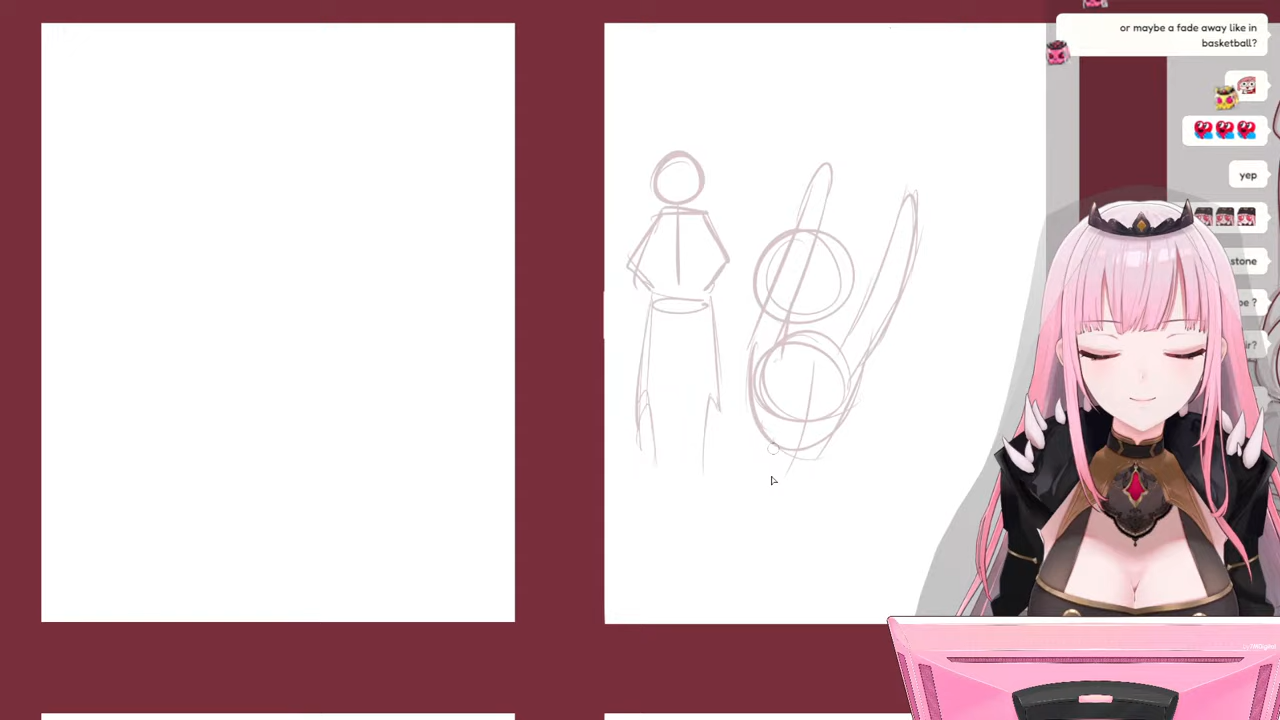 or maybe a fade away like in
basketball?
yep
stone